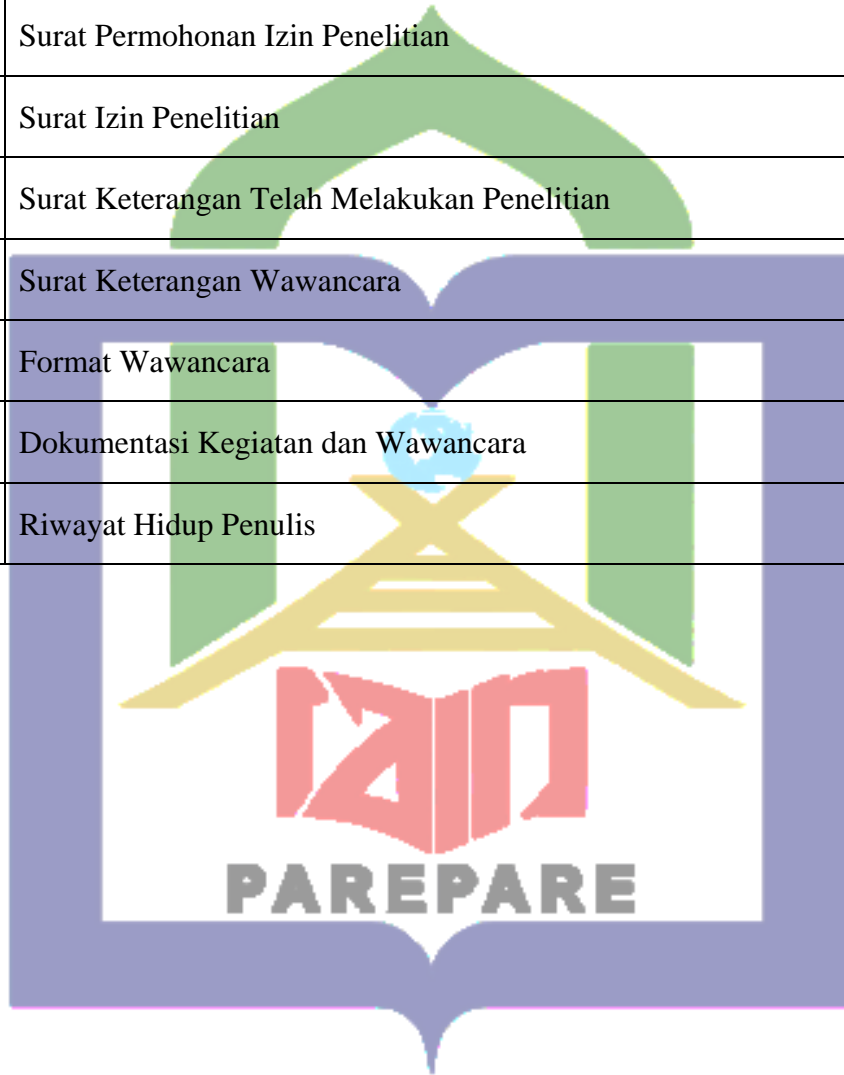 Surat Permohonan Izin Penelitian
Surat Izin Penelitian
Surat Keterangan Telah Melakukan Penelitian
Surat Keterangan Wawancara
Format Wawancara
Dokumentasi Kegiatan dan Wawancara
Riwayat Hidup Penulis
iain
PAREPARE